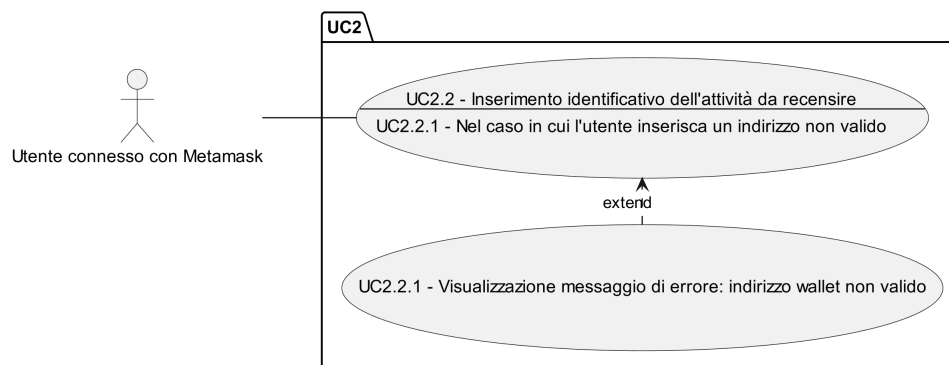 UC2
UC2.2 - Inserimento identificativo dell'attività da recensire
UC2.2.1 - Nel caso in cui l'utente inserisca un indirizzo non valido
Utente connesso con Metamask
extend
UC2.2.1 - Visualizzazione messaggio di errore: indirizzo wallet non valido